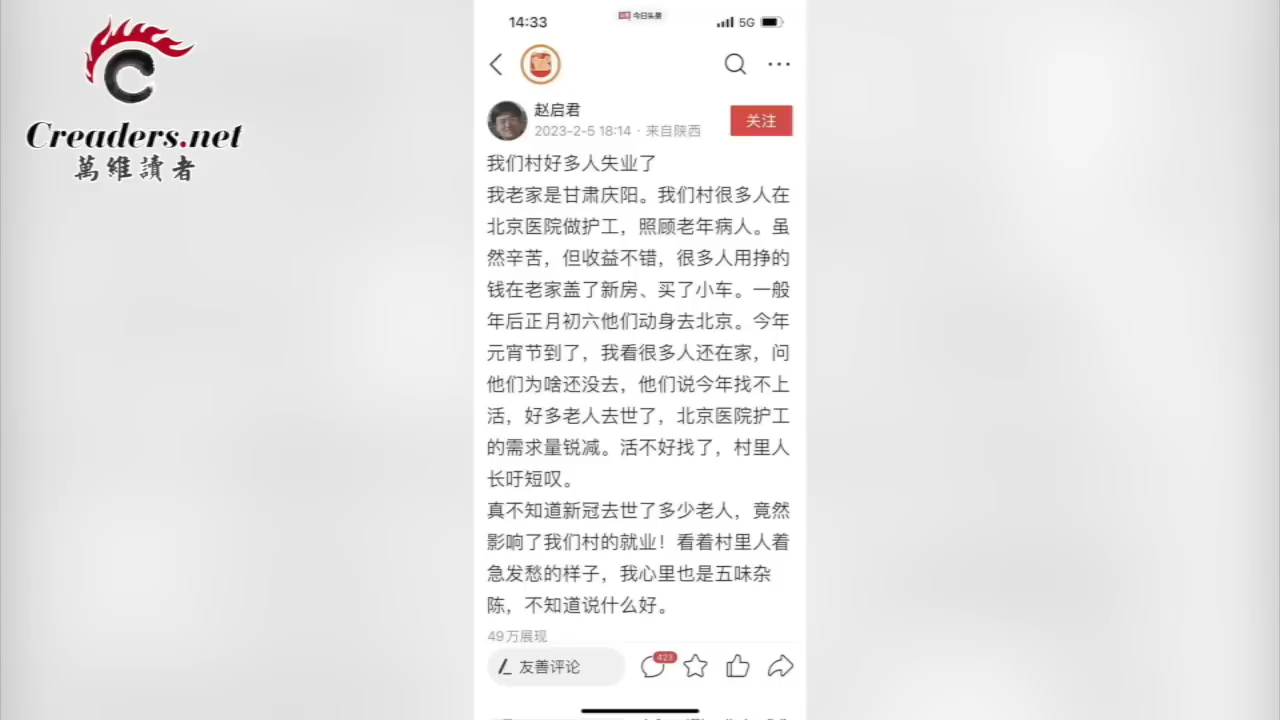 14:33
今日头条
5G
Creaders.net
萬維讀者
赵启君
2023-2-5 18:14 · 来自陕西
关注
我们村好多人失业了
我老家是甘肃庆阳。我们村很多人在
北京医院做护工，照顾老年病人。虽
然辛苦，但收益不错，很多人用挣的
钱在老家盖了新房、买了小车。一般
年后正月初六他们动身去北京。今年
元宵节到了，我看很多人还在家，问
他们为啥还没去，他们说今年找不上
活，好多老人去世了，北京医院护工
的需求量锐减。活不好找了，村里人
长吁短叹。
真不知道新冠去世了多少老人，竟然
影响了我们村的就业！看着村里人着
急发愁的样子，我心里也是五味杂
陈，不知道说什么好。
49万展现
友善评论
423